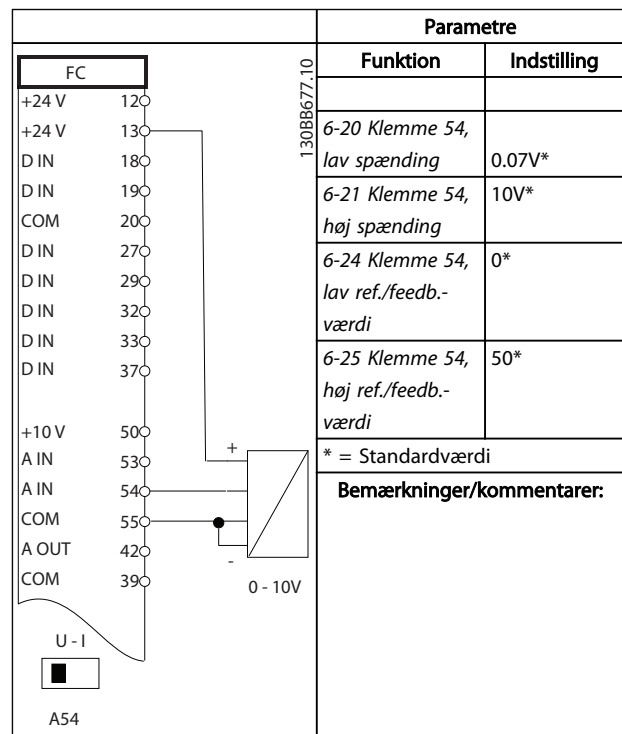 FC
+24 V 12
+24 V 13
D IN 18
D IN 19
COM 20
D IN 27
D IN 29
D IN 32
D IN 33
D IN 37
+10 V 50
A IN 53
A IN 54
COM 55
A OUT 42
COM 39
+
-
0 - 10V
U - I
A54
130BB677.10
Parametre
Funktion Indstilling
6-20 Klemme 54,
lav spænding 0.07V*
6-21 Klemme 54, 10V*
høj spænding
6-24 Klemme 54, 0*
lav ref./feedb.-
værdi
6-25 Klemme 54, 50*
høj ref./feedb.-
værdi
* = Standardværdi
Bemærkninger/kommentarer: